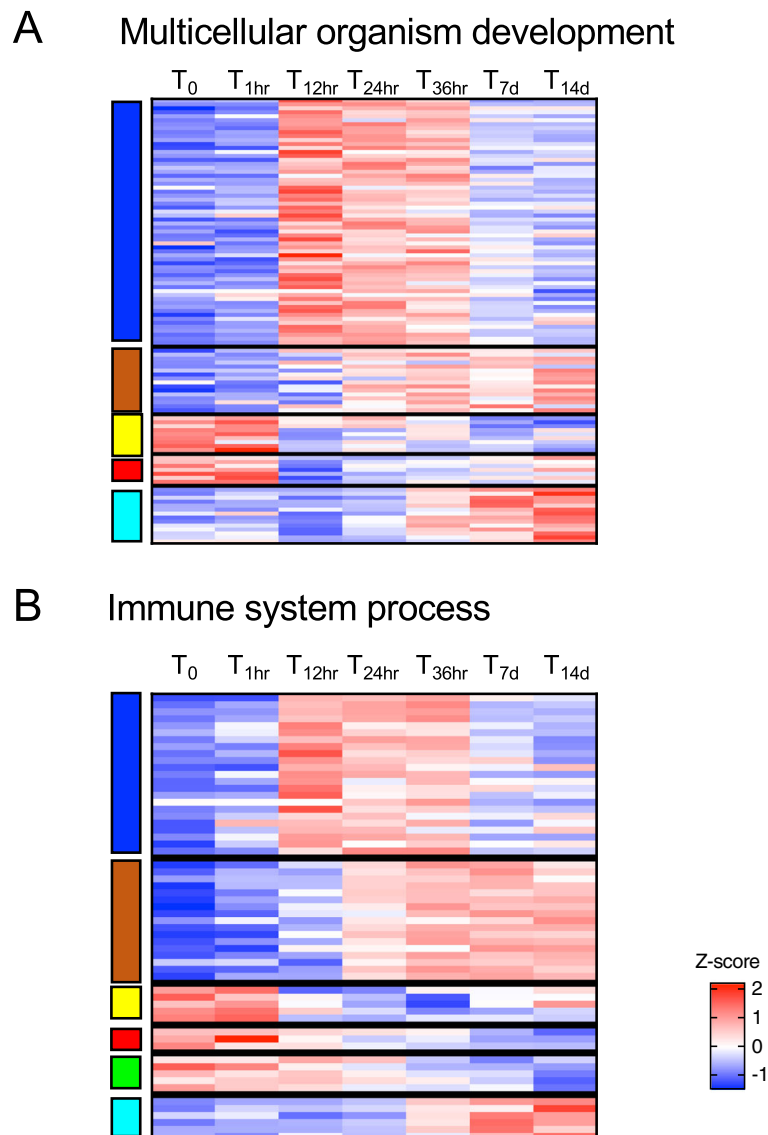 A Multicellular organism development
T0 T1hr T12hr T24hr T36hr T7d T14d
B Immune system process
T0 T1hr T12hr T24hr T36hr T7d T14d
Z-score
2
1
0
-1